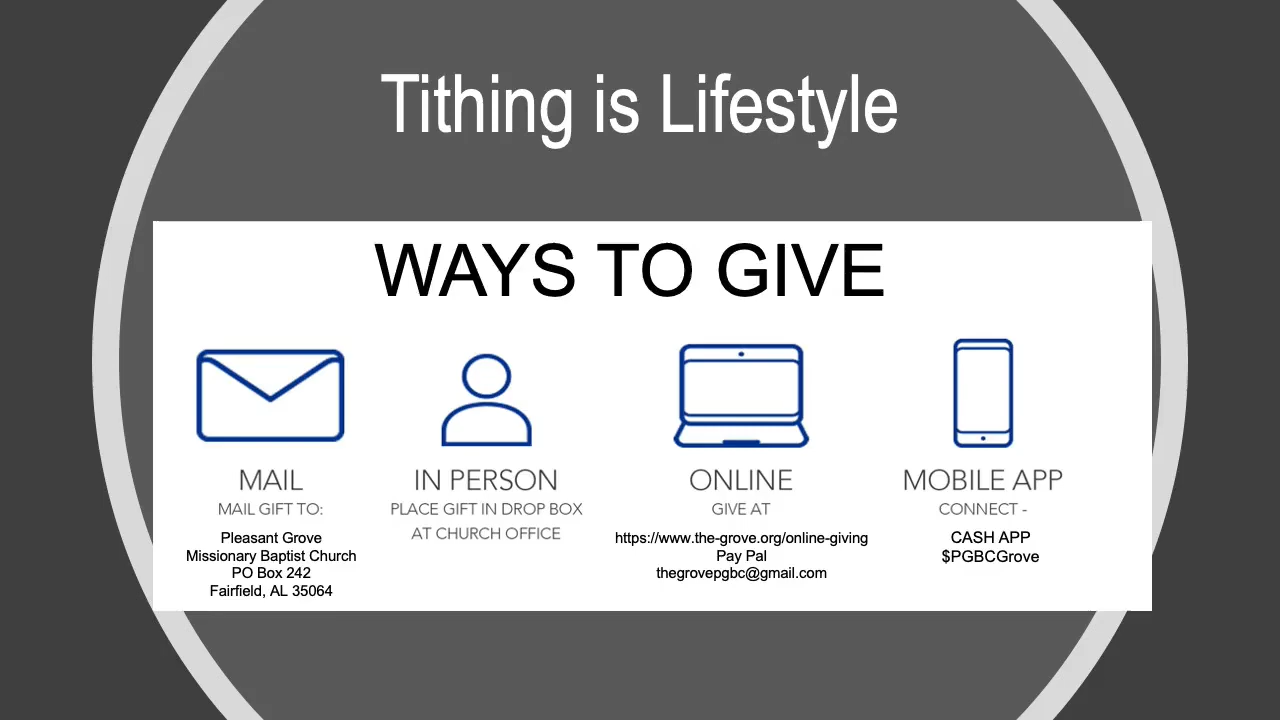 Tithing is Lifestyle
WAYS TO GIVE
MAIL
MAIL GIFT TO:
Pleasant Grove
Missionary Baptist Church
PO Box 242
Fairfield, AL 35064
IN PERSON
PLACE GIFT IN DROP BOX
AT CHURCH OFFICE
ONLINE
GIVE AT
https://www.the-grove.org/online-giving
Pay Pal
thegrovepgbc@gmail.com
MOBILE APP
CONNECT -
CASH APP
$PGBCGrove